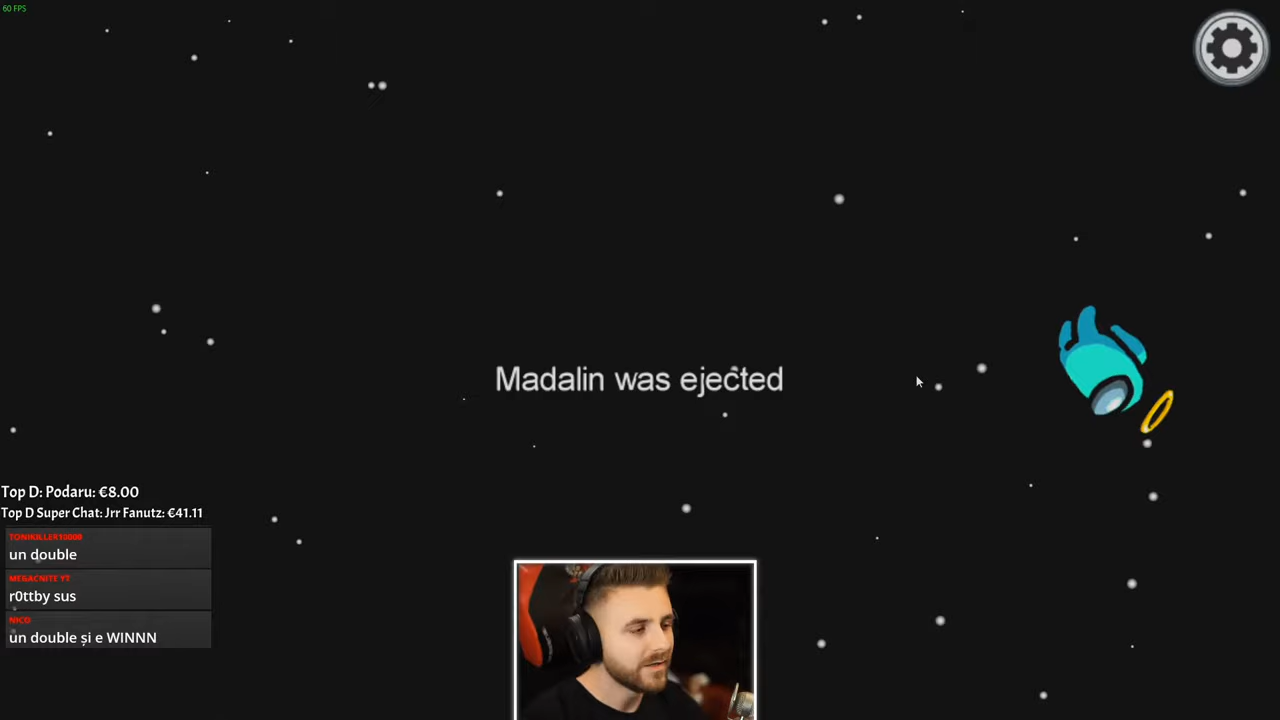 60 FPS
Madalin was ejected
Top D: Podaru: €8.00
Top D Super Chat: Jrr Fanutz: €41.11
TONIKILLER10000
un double
MEGACNITE YT
r0ttby sus
NICO
un double și e WINNN